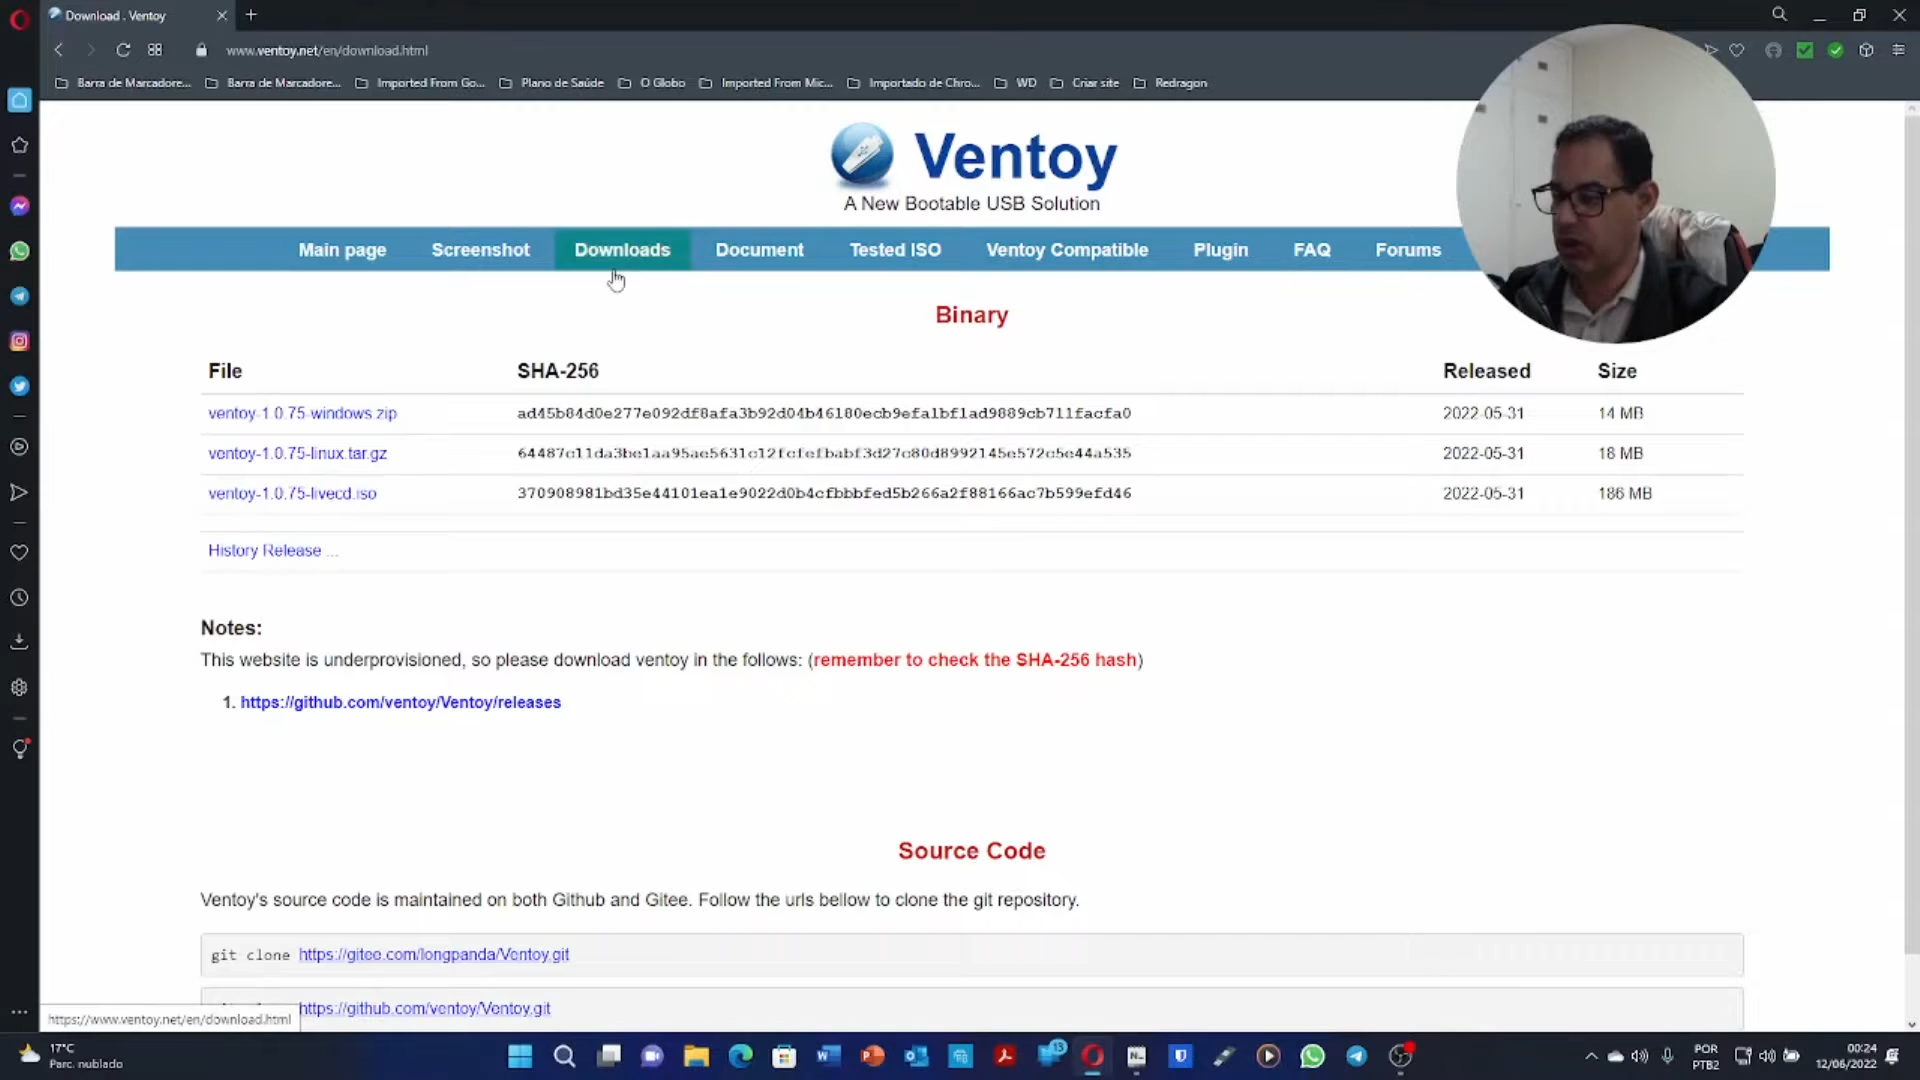 Download . Ventoy
www.ventoy.net/en/download.html
Barra de Marcadore... Barra de Marcadore... Imported From Go... Plano de Saúde O Globo Imported From Mic... Importado de Chro... WD Criar site Redragon
Ventoy
A New Bootable USB Solution
Main page Screenshot Downloads Document Tested ISO Ventoy Compatible Plugin FAQ Forums
Binary
File SHA-256 Released Size
ventoy-1.0.75-windows.zip 2022-05-31 14 MB
ventoy-1.0.75-linux.tar.gz 2022-05-31 18 MB
ventoy-1.0.75-livecd.iso 2022-05-31 186 MB
History Release ...
Notes:
This website is underprovisioned, so please download ventoy in the follows: (remember to check the SHA-256 hash)
1. https://github.com/ventoy/Ventoy/releases
Source Code
Ventoy's source code is maintained on both Github and Gitee. Follow the urls bellow to clone the git repository.
git clone https://gitee.com/longpanda/Ventoy.git
https://github.com/ventoy/Ventoy.git
https://www.ventoy.net/en/download.html
17°C
Parc. nublado
13
POR
PTB2
00:24
12/06/2022